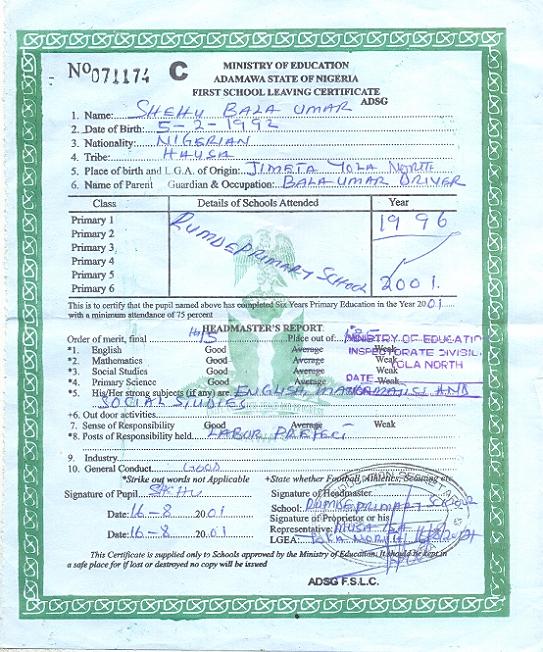 No 071174 C
MINISTRY OF EDUCATION
ADAMAWA STATE OF NIGERIA
FIRST SCHOOL LEAVING CERTIFICATE
ADSG
1. Name: SHEHU BALA UMAR
2. Date of Birth: 5-2-1992
3. Nationality: NIGERIAN
4. Tribe: HAUSA
5. Place of birth and L.G.A. of Origin: JIMETA YOLA NORTH
6. Name of Parent Guardian & Occupation: BALA UMAR DRIVER
Class Details of Schools Attended Year
Primary 1 1996
Primary 2
Primary 3
Primary 4
Primary 5
Primary 6 2001
RUMDE PRIMARY SCHOOL
This is to certify that the pupil named above has completed Six Years Primary Education in the Year 2001
with a minimum attendance of 75 percent
HEADMASTER'S REPORT
Order of merit, final Place out of
*1. English Good Average Weak
*2. Mathematics Good Average Weak
*3. Social Studies Good Average Weak
*4. Primary Science Good Average Weak
MINISTRY OF EDUCATION
INSPECTORATE DIVISI
YOLA NORTH
DATE
*5. His/Her strong subjects (if any) are ENGLISH, AND
SOCIAL STUDIES
+6. Out door activities
7. Sense of Responsibility Good Average Weak
*8. Posts of Responsibility held LABOR PREFECT
9. Industry
10. General Conduct GOOD
*Strike out words not Applicable +State whether Football, Athletics, Scouting etc
Signature of Pupil SHEHU
Date: 16-8 2001
Date: 16-8 2001
Signature of Headmaster
School: RUMDE PRIMARY SCHOOL
Signature of Proprietor or his
Representative: MUSA
LGEA: YOLA NORTH
This Certificate is supplied only to Schools approved by the Ministry of Education: It should be kept in
a safe place for if lost or destroyed no copy will be issued
ADSG F.S.L.C.